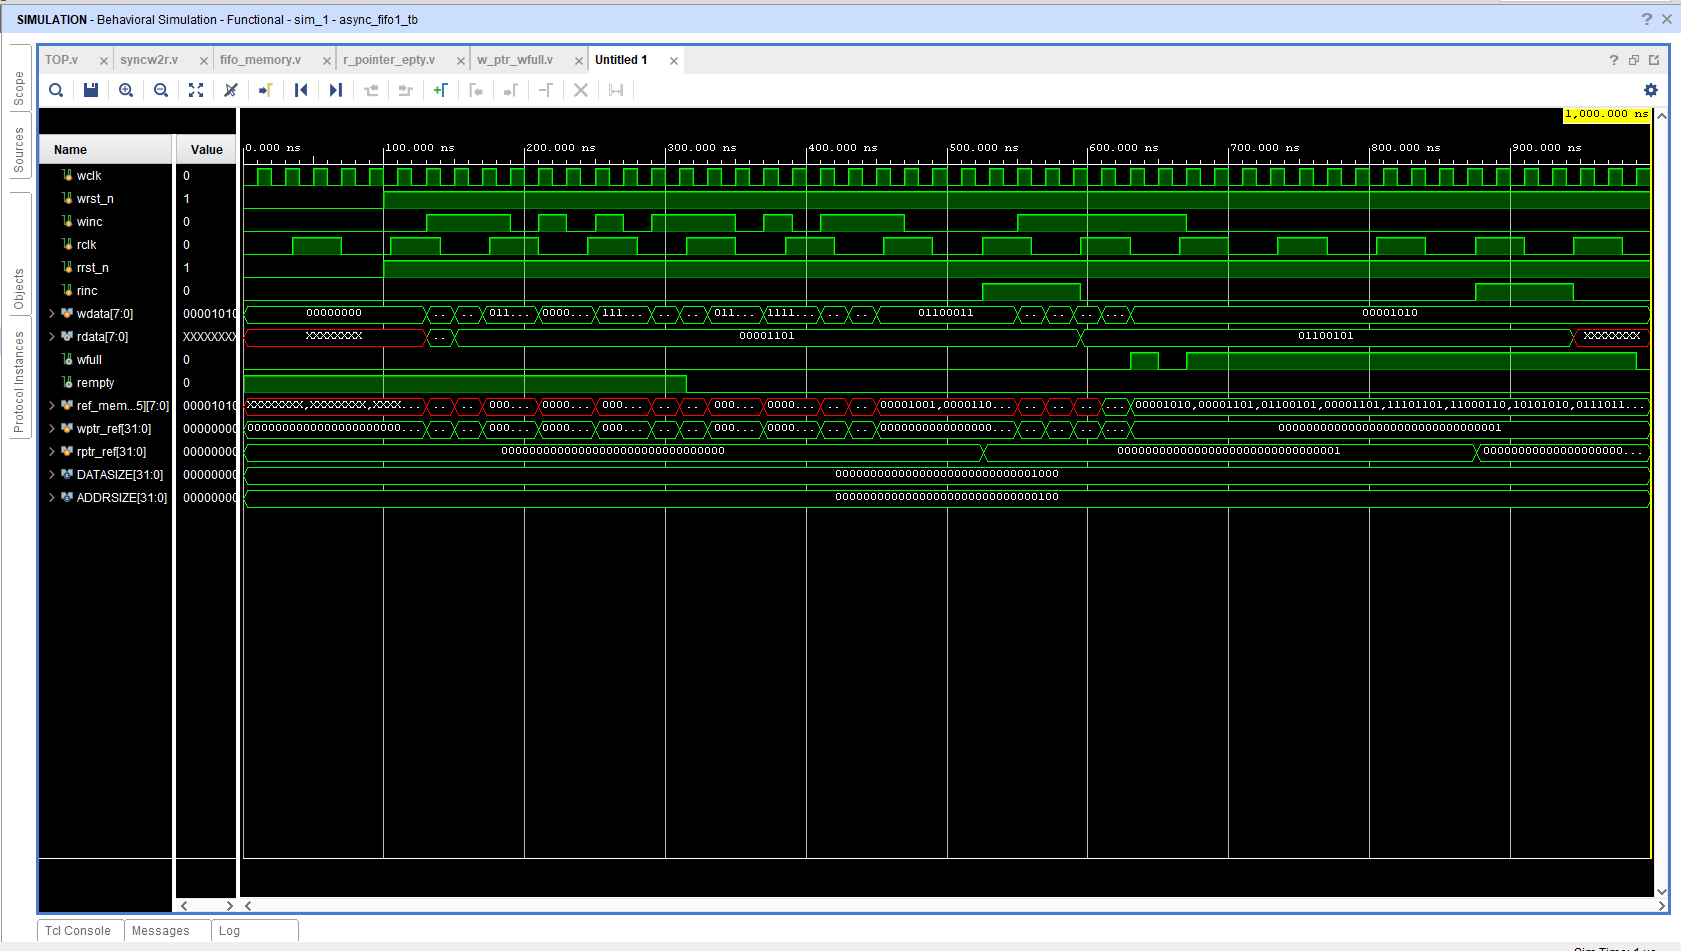 SIMULATION - Behavioral Simulation - Functional - sim_1 - async_fifo1_tb
? ×
Scope
Sources
Objects
Protocol Instances
TOP.v × syncw2r.v × fifo_memory.v × r_pointer_epty.v × w_ptr_wfull.v × Untitled 1 ×
1,000.000 ns
Name Value
0.000 ns 100.000 ns 200.000 ns 300.000 ns 400.000 ns 500.000 ns 600.000 ns 700.000 ns 800.000 ns 900.000 ns
wclk 0
wrst_n 1
winc 0
rclk 0
rrst_n 1
rinc 0
wdata[7:0] 00001010 00000000 .. .. 011... 0000... 111... .. .. 011... 1111... .. .. 01100011 .. .. .. ... 00001010
rdata[7:0] XXXXXXXX XXXXXXXX .. 00001101 01100101 XXXXXXXX
wfull 0
rempty 0
ref_mem...5][7:0] 00001010 XXXXXXXX,XXXXXXXX,XXXX... .. .. 000... 0000... 000... .. .. 000... 0000... .. .. 00001001,0000110... .. .. .. ... 00001010,00001101,01100101,00001101,11101101,11000110,10101010,0111011...
wptr_ref[31:0] 00000000 0000000000000000000000000... .. .. 000... 0000... 000... .. .. 000... 0000... .. .. 00000000000000... .. .. .. ... 00000000000000000000000000000001
rptr_ref[31:0] 00000000 00000000000000000000000000000000 00000000000000000000000000000001 00000000000000000000...
DATASIZE[31:0] 00000000 00000000000000000000000000001000
ADDRSIZE[31:0] 00000000 00000000000000000000000000000100
Tcl Console Messages Log